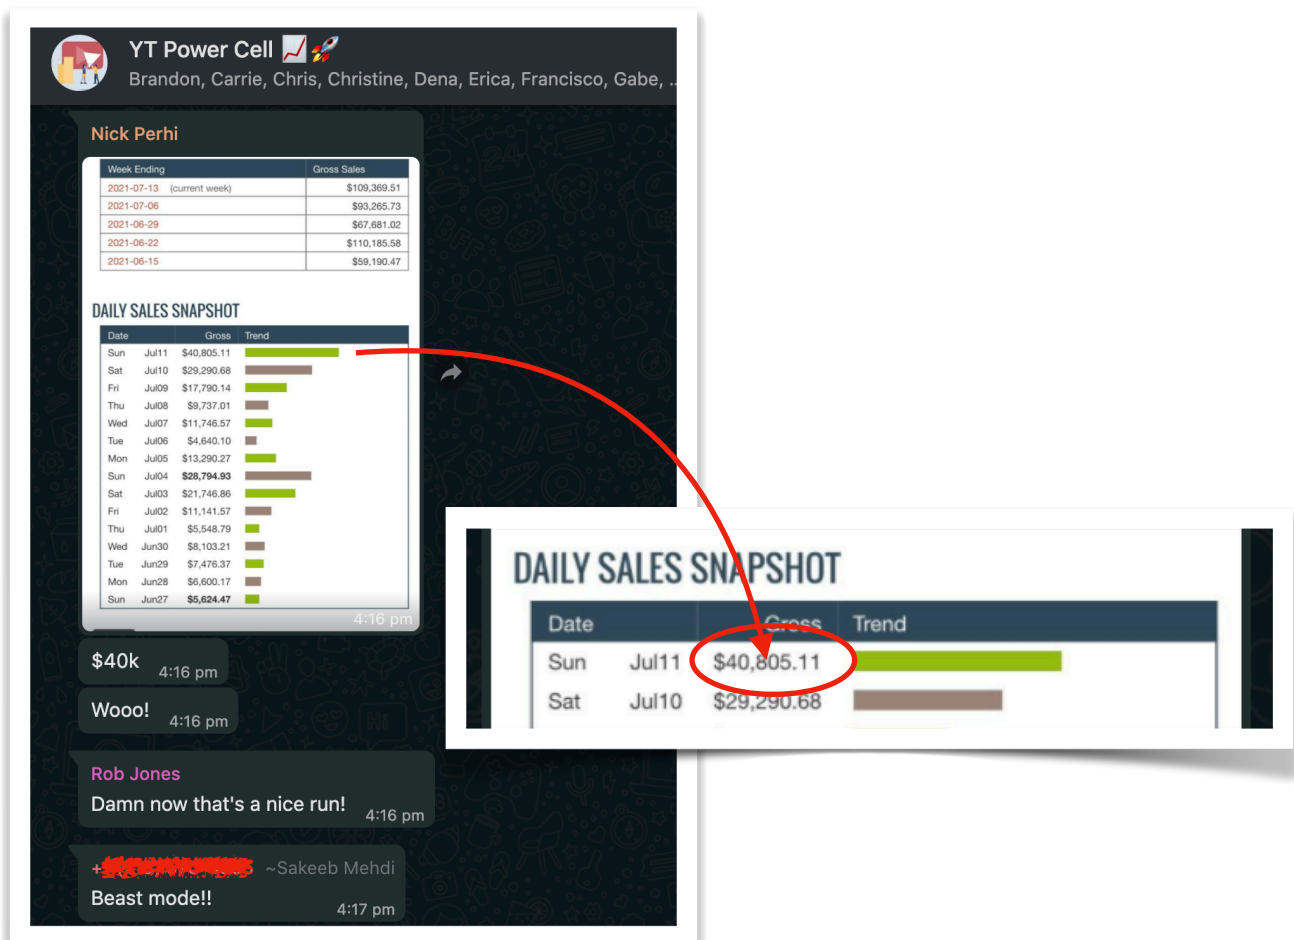 YT Power Cell 📈🚀
Brandon, Carrie, Chris, Christine, Dena, Erica, Francisco, Gabe, ..
Nick Perhi
Week Ending Gross Sales
2021-07-13 (current week) $109,369.51
2021-07-06 $93,265.73
2021-06-29 $67,681.02
2021-06-22 $110,185.58
2021-06-15 $59,190.47
DAILY SALES SNAPSHOT
Date Gross Trend
Sun Jul11 $40,805.11
Sat Jul10 $29,290.68
Fri Jul09 $17,790.14
Thu Jul08 $9,737.01
Wed Jul07 $11,746.57
Tue Jul06 $4,640.10
Mon Jul05 $13,290.27
Sun Jul04 $28,794.93
Sat Jul03 $21,746.86
Fri Jul02 $11,141.57
Thu Jul01 $5,548.79
Wed Jun30 $8,103.21
Tue Jun29 $7,476.37
Mon Jun28 $6,600.17
Sun Jun27 $5,624.47
4:16 pm
$40k 4:16 pm
Wooo! 4:16 pm
Rob Jones
Damn now that's a nice run! 4:16 pm
~Sakeeb Mehdi
Beast mode!! 4:17 pm
DAILY SALES SNAPSHOT
Date Gross Trend
Sun Jul11 $40,805.11
Sat Jul10 $29,290.68